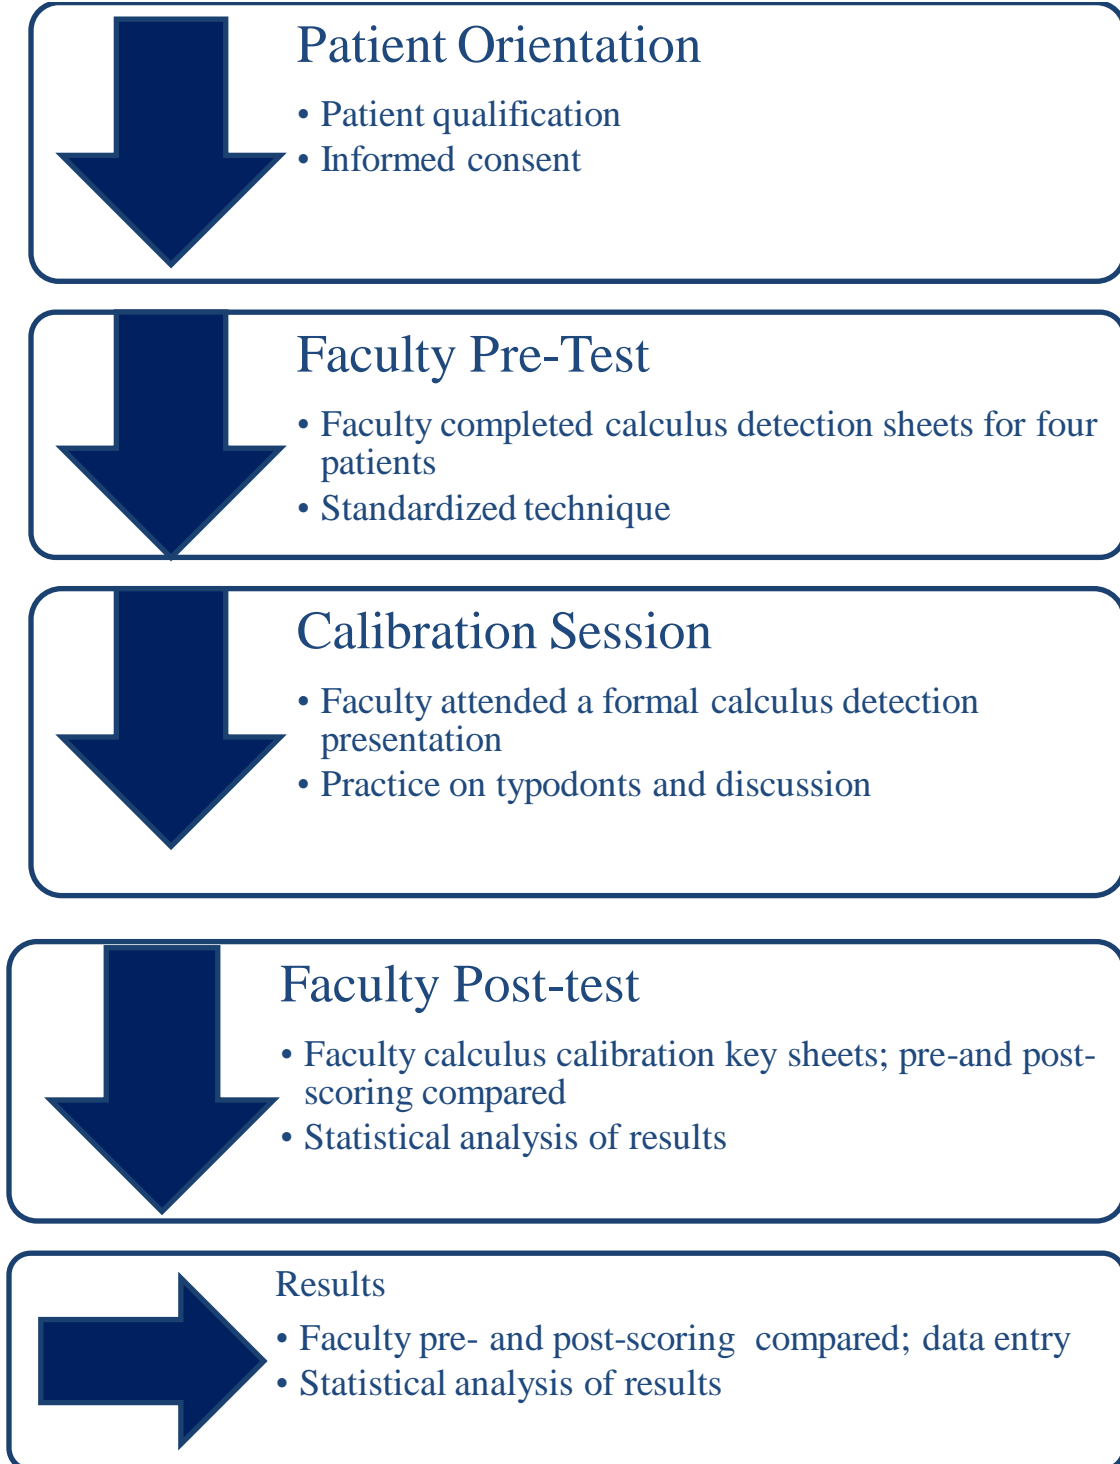 Patient Orientation
• Patient qualification
• Informed consent
Faculty Pre-Test
• Faculty completed calculus detection sheets for four
patients
• Standardized technique
Calibration Session
• Faculty attended a formal calculus detection
presentation
• Practice on typodonts and discussion
Faculty Post-test
• Faculty calculus calibration key sheets; pre-and post-
scoring compared
• Statistical analysis of results
Results
• Faculty pre- and post-scoring  compared; data entry
• Statistical analysis of results